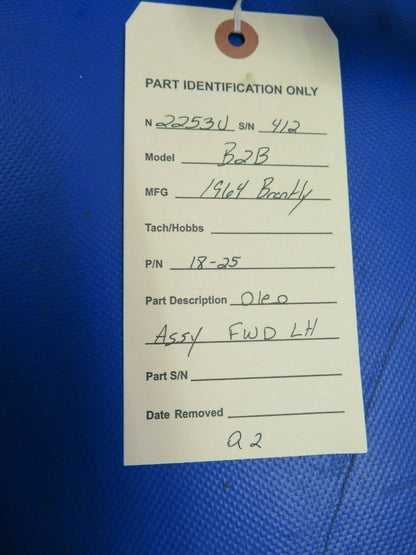 PART IDENTIFICATION ONLY
N 2253U S/N 412
Model B2B
MFG 1964 Brantly
Tach/Hobbs
P/N 18-25
Part Description Oleo
Assy FWD LH
Part S/N
Date Removed
a 2